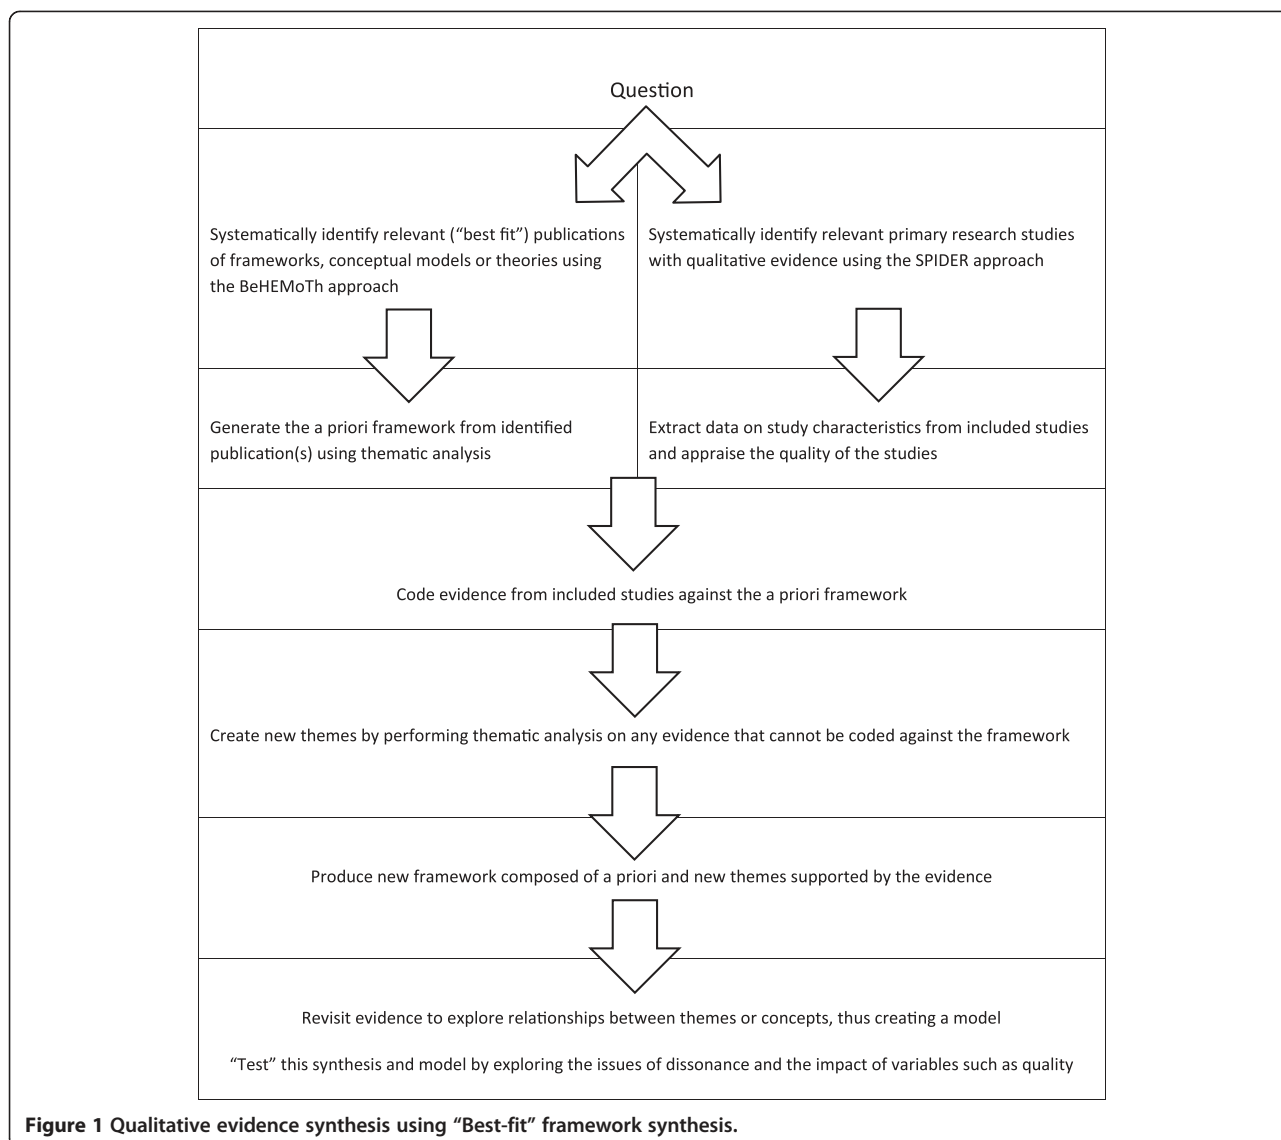 Question
Systematically identify relevant (“best fit”) publications
of frameworks, conceptual models or theories using
the BeHEMoTh approach
Systematically identify relevant primary research studies
with qualitative evidence using the SPIDER approach
Generate the a priori framework from identified
publication(s) using thematic analysis
Extract data on study characteristics from included studies
and appraise the quality of the studies
Code evidence from included studies against the a priori framework
Create new themes by performing thematic analysis on any evidence that cannot be coded against the framework
Produce new framework composed of a priori and new themes supported by the evidence
Revisit evidence to explore relationships between themes or concepts, thus creating a model
“Test” this synthesis and model by exploring the issues of dissonance and the impact of variables such as quality
Figure 1 Qualitative evidence synthesis using “Best-fit” framework synthesis.